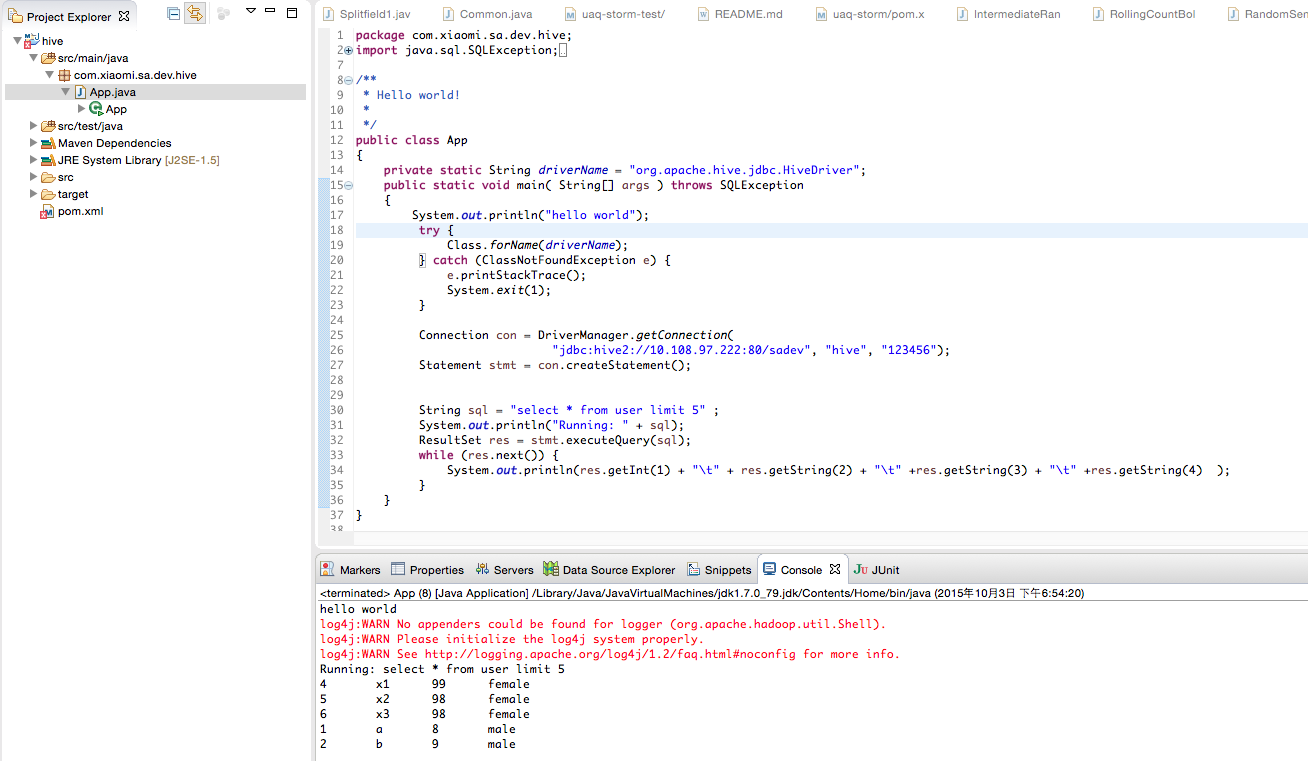 Project Explorer
hive
src/main/java
com.xiaomi.sa.dev.hive
App.java
App
src/test/java
Maven Dependencies
JRE System Library [J2SE-1.5]
src
target
pom.xml
Splitfield1.jav Common.java uaq-storm-test/ README.md uaq-storm/pom.x IntermediateRan RollingCountBol RandomSen
1 package com.xiaomi.sa.dev.hive;
2 import java.sql.SQLException;
7
8 /**
9 * Hello world!
10 *
11 */
12 public class App
13 {
14 private static String driverName = "org.apache.hive.jdbc.HiveDriver";
15 public static void main( String[] args ) throws SQLException
16 {
17 System.out.println("hello world");
18 try {
19 Class.forName(driverName);
20 } catch (ClassNotFoundException e) {
21 e.printStackTrace();
22 System.exit(1);
23 }
24
25 Connection con = DriverManager.getConnection(
26 "jdbc:hive2://10.108.97.222:80/sadev", "hive", "123456");
27 Statement stmt = con.createStatement();
28
29
30 String sql = "select * from user limit 5" ;
31 System.out.println("Running: " + sql);
32 ResultSet res = stmt.executeQuery(sql);
33 while (res.next()) {
34 System.out.println(res.getInt(1) + "\t" + res.getString(2) + "\t" +res.getString(3) + "\t" +res.getString(4) );
35 }
36 }
37 }
38
Markers Properties Servers Data Source Explorer Snippets Console JUnit
<terminated> App (8) [Java Application] /Library/Java/JavaVirtualMachines/jdk1.7.0_79.jdk/Contents/Home/bin/java (2015年10月3日 下午6:54:20)
hello world
log4j:WARN No appenders could be found for logger (org.apache.hadoop.util.Shell).
log4j:WARN Please initialize the log4j system properly.
log4j:WARN See http://logging.apache.org/log4j/1.2/faq.html#noconfig for more info.
Running: select * from user limit 5
4 x1 99 female
5 x2 98 female
6 x3 98 female
1 a 8 male
2 b 9 male